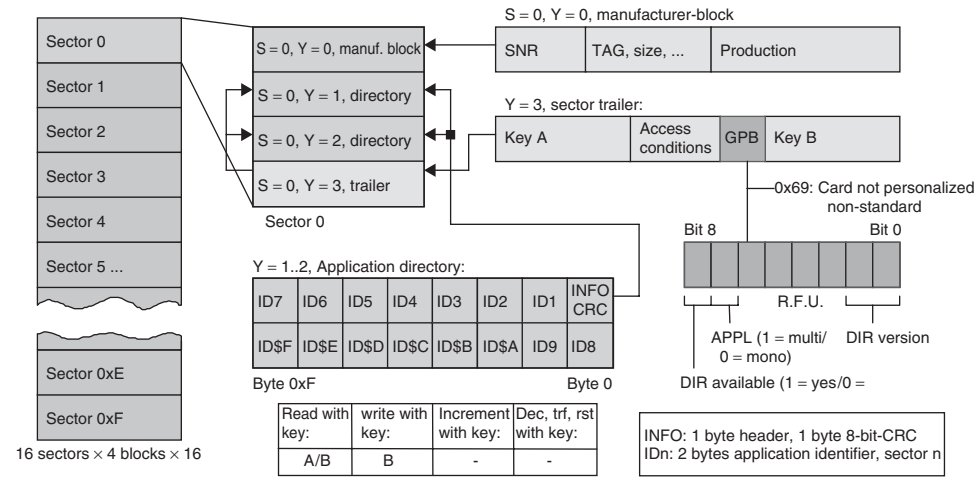 Sector 0
Sector 1
Sector 2
Sector 3
Sector 4
Sector 5 ...
Sector 0xE
Sector 0xF
16 sectors × 4 blocks × 16
S = 0, Y = 0, manuf. block
S = 0, Y = 1, directory
S = 0, Y = 2, directory
S = 0, Y = 3, trailer
Sector 0
S = 0, Y = 0, manufacturer-block
SNR TAG, size, ... Production
Y = 3, sector trailer:
Key A Access conditions GPB Key B
0x69: Card not personalized
non-standard
Bit 8 Bit 0
R.F.U.
APPL (1 = multi/ DIR version
0 = mono)
DIR available (1 = yes/0 =
Y = 1..2, Application directory:
ID7 ID6 ID5 ID4 ID3 ID2 ID1 INFO CRC
ID$F ID$E ID$D ID$C ID$B ID$A ID9 ID8
Byte 0xF Byte 0
Read with write with Increment Dec, trf, rst
key: key: with key: with key:
A/B B - -
INFO: 1 byte header, 1 byte 8-bit-CRC
IDn: 2 bytes application identifier, sector n